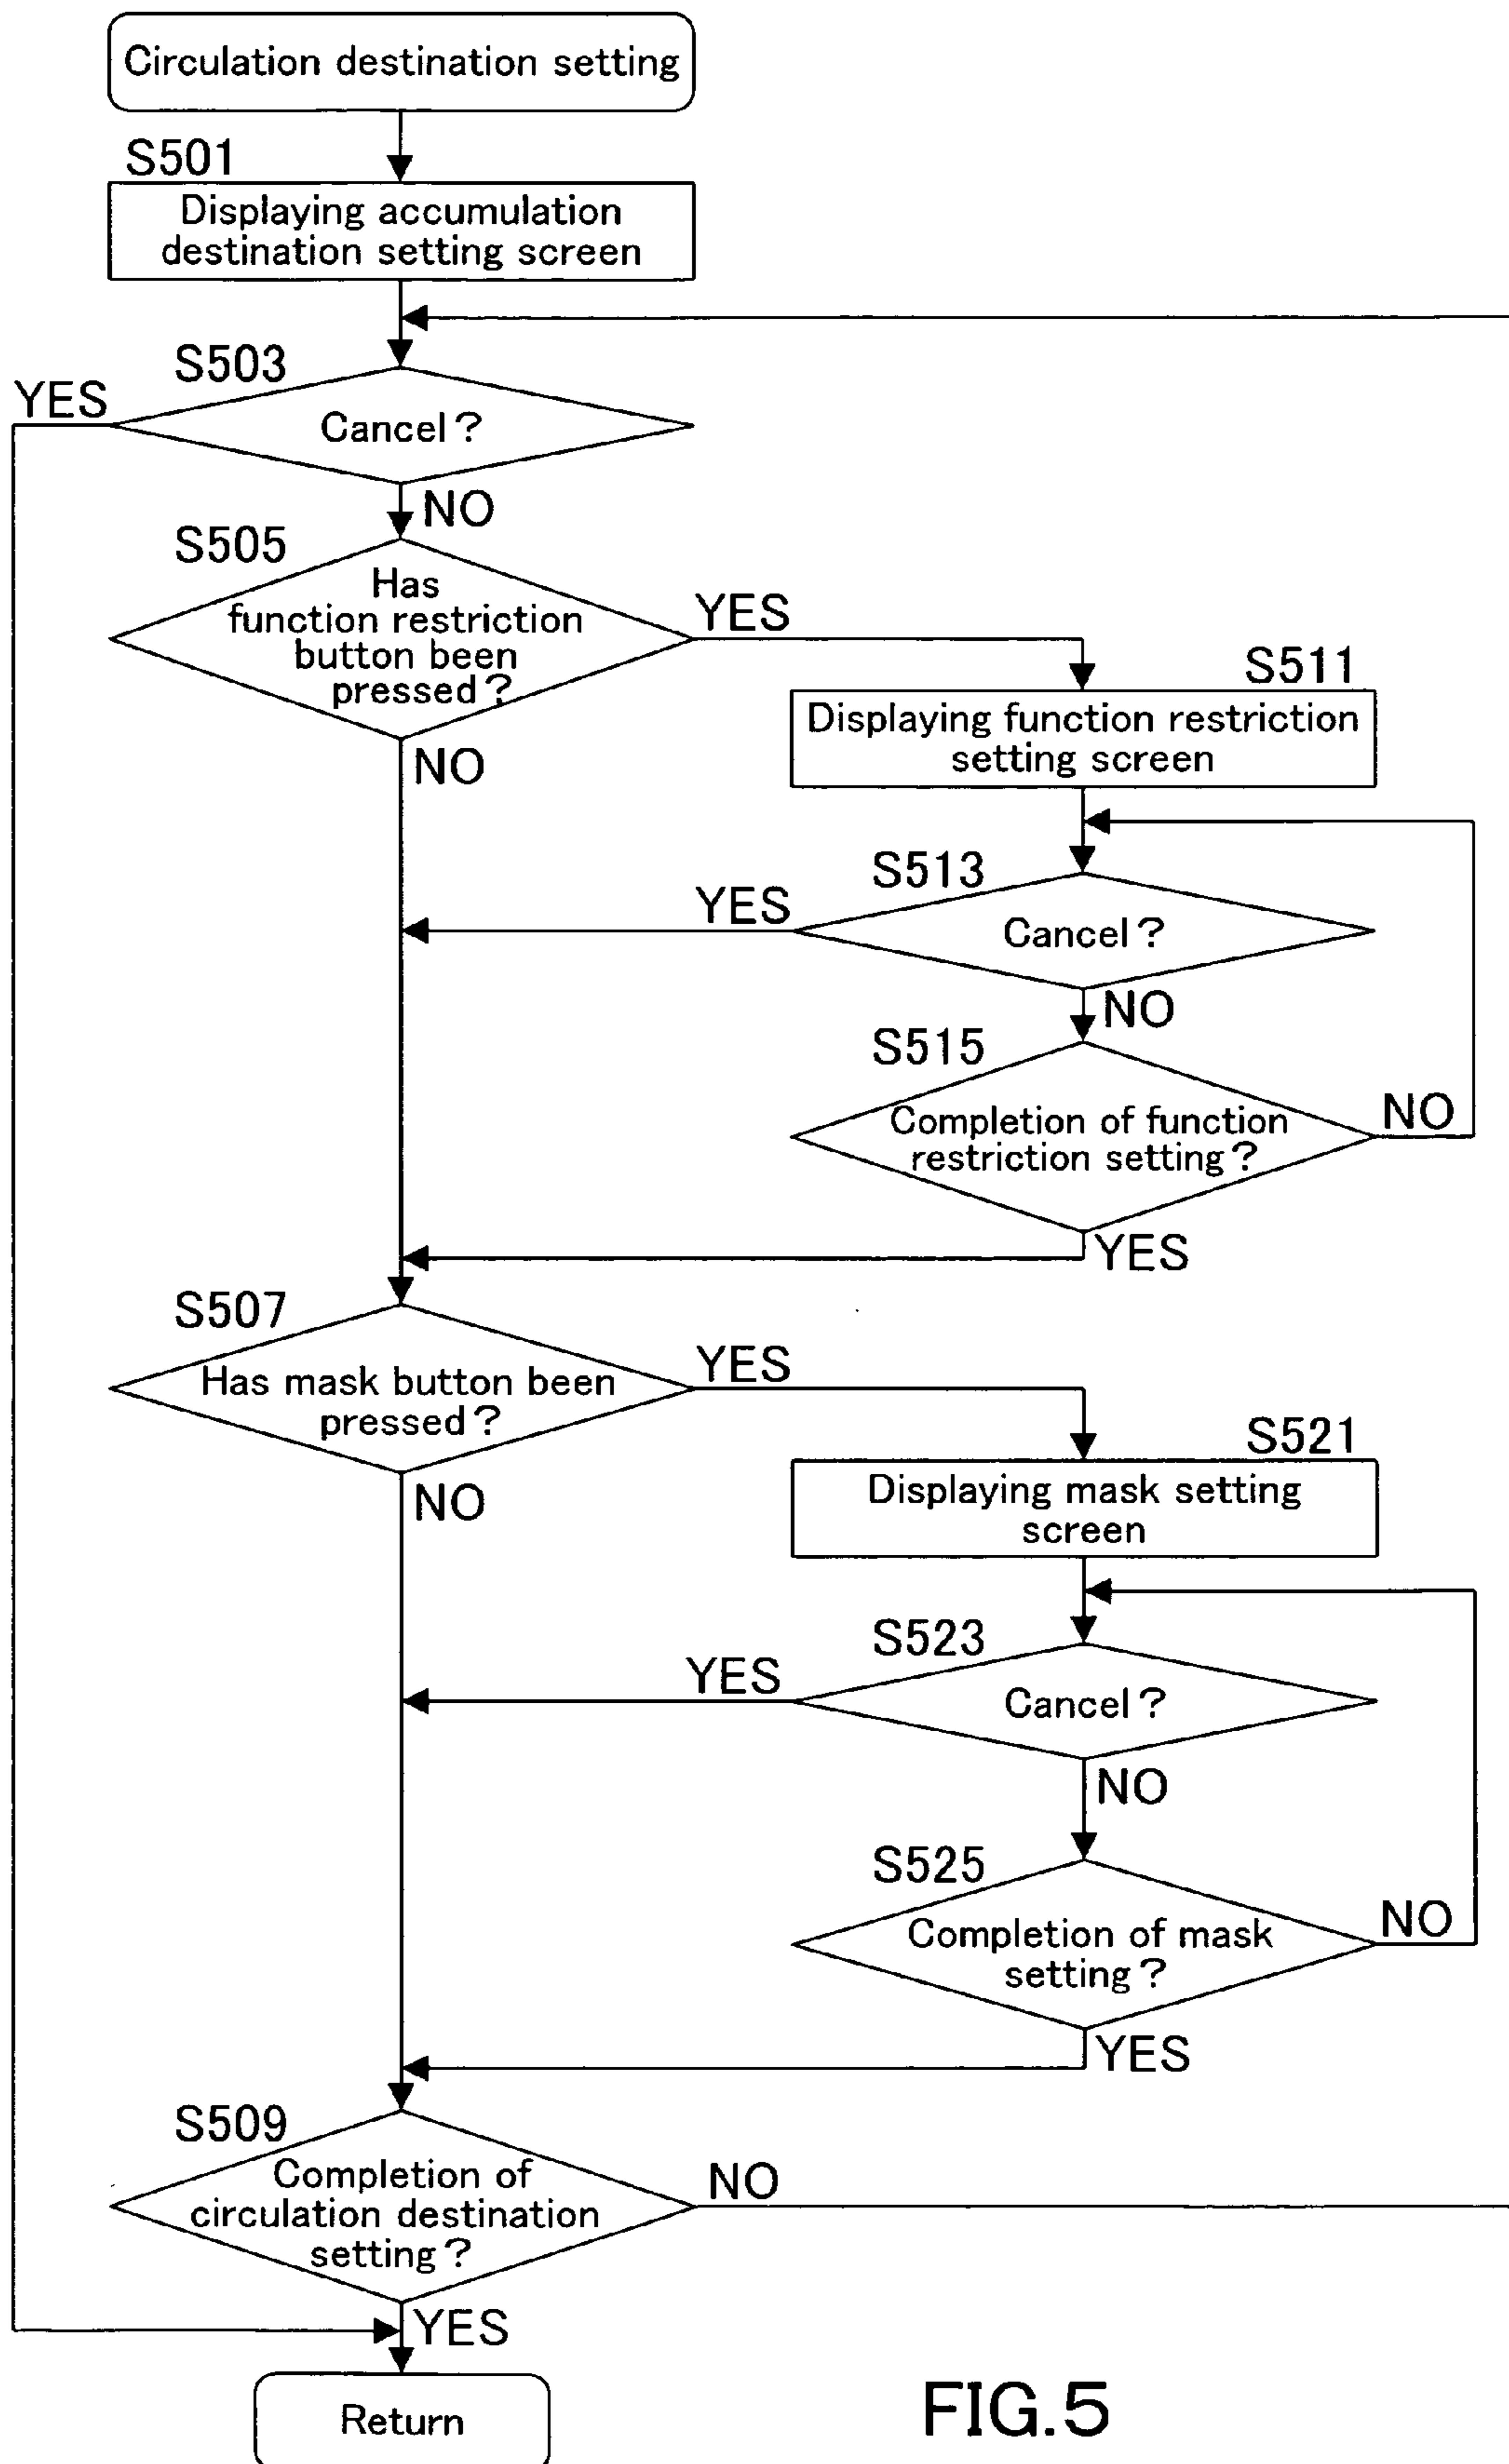 Circulation destination setting
S501
Displaying accumulation
destination setting screen
S503
YES
Cancel?
NO
S505
Has
function restriction
button been
pressed?
YES
NO
S511
Displaying function restriction
setting screen
S513
YES
Cancel?
NO
S515
Completion of function
restriction setting?
NO
YES
S507
Has mask button been
pressed?
YES
NO
S521
Displaying mask setting
screen
S523
YES
Cancel?
NO
S525
Completion of mask
setting?
NO
YES
S509
Completion of
circulation destination
setting?
NO
YES
Return
FIG.5